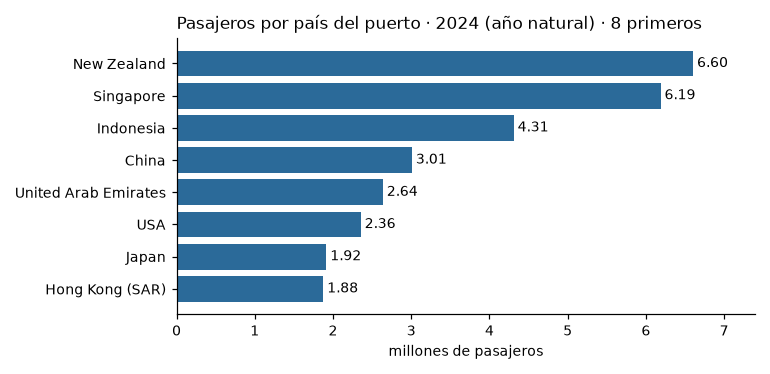 Pasajeros por país del puerto · 2024 (año natural) · 8 primeros
New Zealand 6.60
Singapore 6.19
Indonesia 4.31
China 3.01
United Arab Emirates 2.64
USA 2.36
Japan 1.92
Hong Kong (SAR) 1.88
0 1 2 3 4 5 6 7
millones de pasajeros